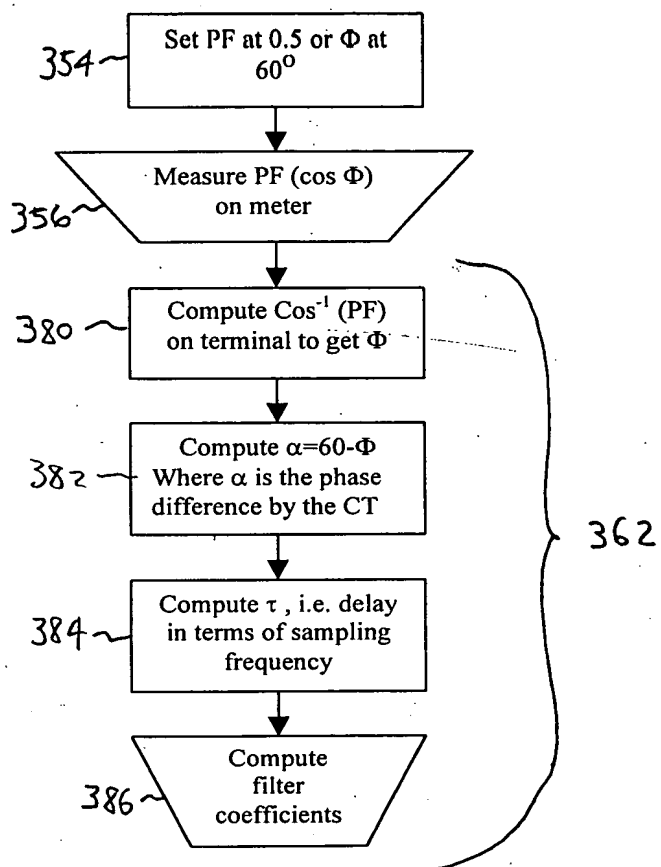 354
Set PF at 0.5 or Φ at
60⁰
356
Measure PF (cos Φ)
on meter
380
Compute Cos⁻¹ (PF)
on terminal to get Φ
382
Compute α=60-Φ
Where α is the phase
difference by the CT
362
384
Compute τ , i.e. delay
in terms of sampling
frequency
386
Compute
filter
coefficients